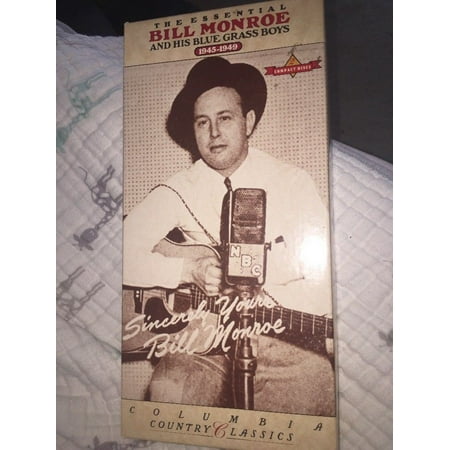 THE ESSENTIAL
BILL MONROE
AND HIS BLUE GRASS BOYS
1945-1949
COMPACT DISCS
NBC
Sincerely Yours
Bill Monroe
COLUMBIA
COUNTRY CLASSICS